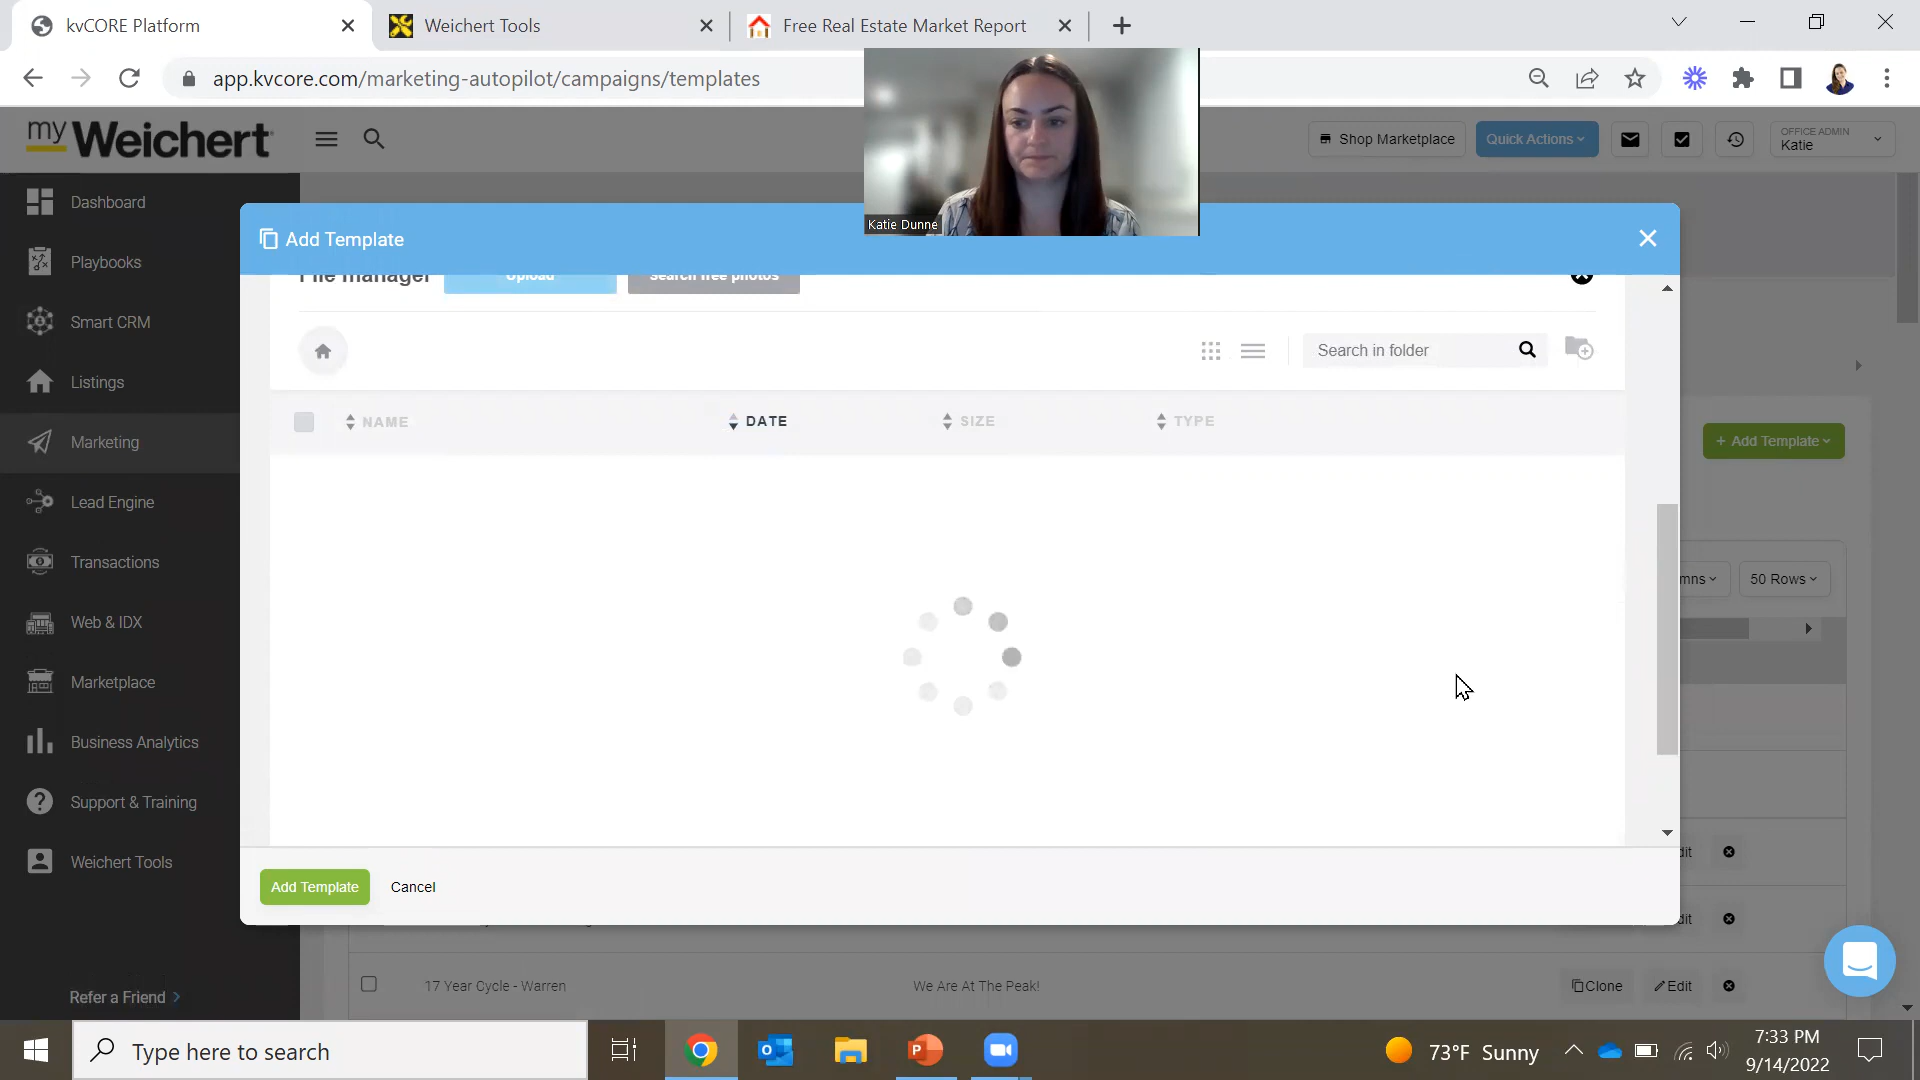 kvCORE Platform
Weichert Tools
Free Real Estate Market Report
app.kvcore.com/marketing-autopilot/campaigns/templates
my Weichert
Shop Marketplace
Quick Actions
OFFICE ADMIN
Katie
Katie Dunne
Dashboard
Playbooks
Smart CRM
Listings
Marketing
Lead Engine
Transactions
Web & IDX
Marketplace
Business Analytics
Support & Training
Weichert Tools
Refer a Friend >
Add Template
File manager
Upload
Search free photos
Search in folder
NAME
DATE
SIZE
TYPE
+ Add Template
mns
50 Rows
dit
dit
Add Template
Cancel
17 Year Cycle - Warren
We Are At The Peak!
Clone
Edit
Type here to search
73°F Sunny
7:33 PM
9/14/2022